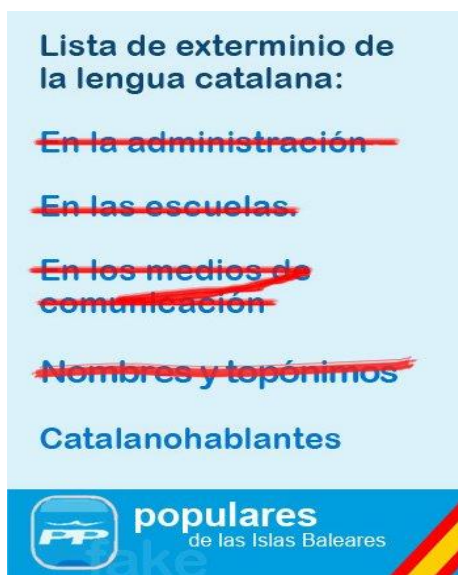 Lista de exterminio de
la lengua catalana:
En la administración
En las escuelas.
En los medios de
comunicación
Nombres y topónimos
Catalanohablantes
PP
populares
de las Islas Baleares
fake